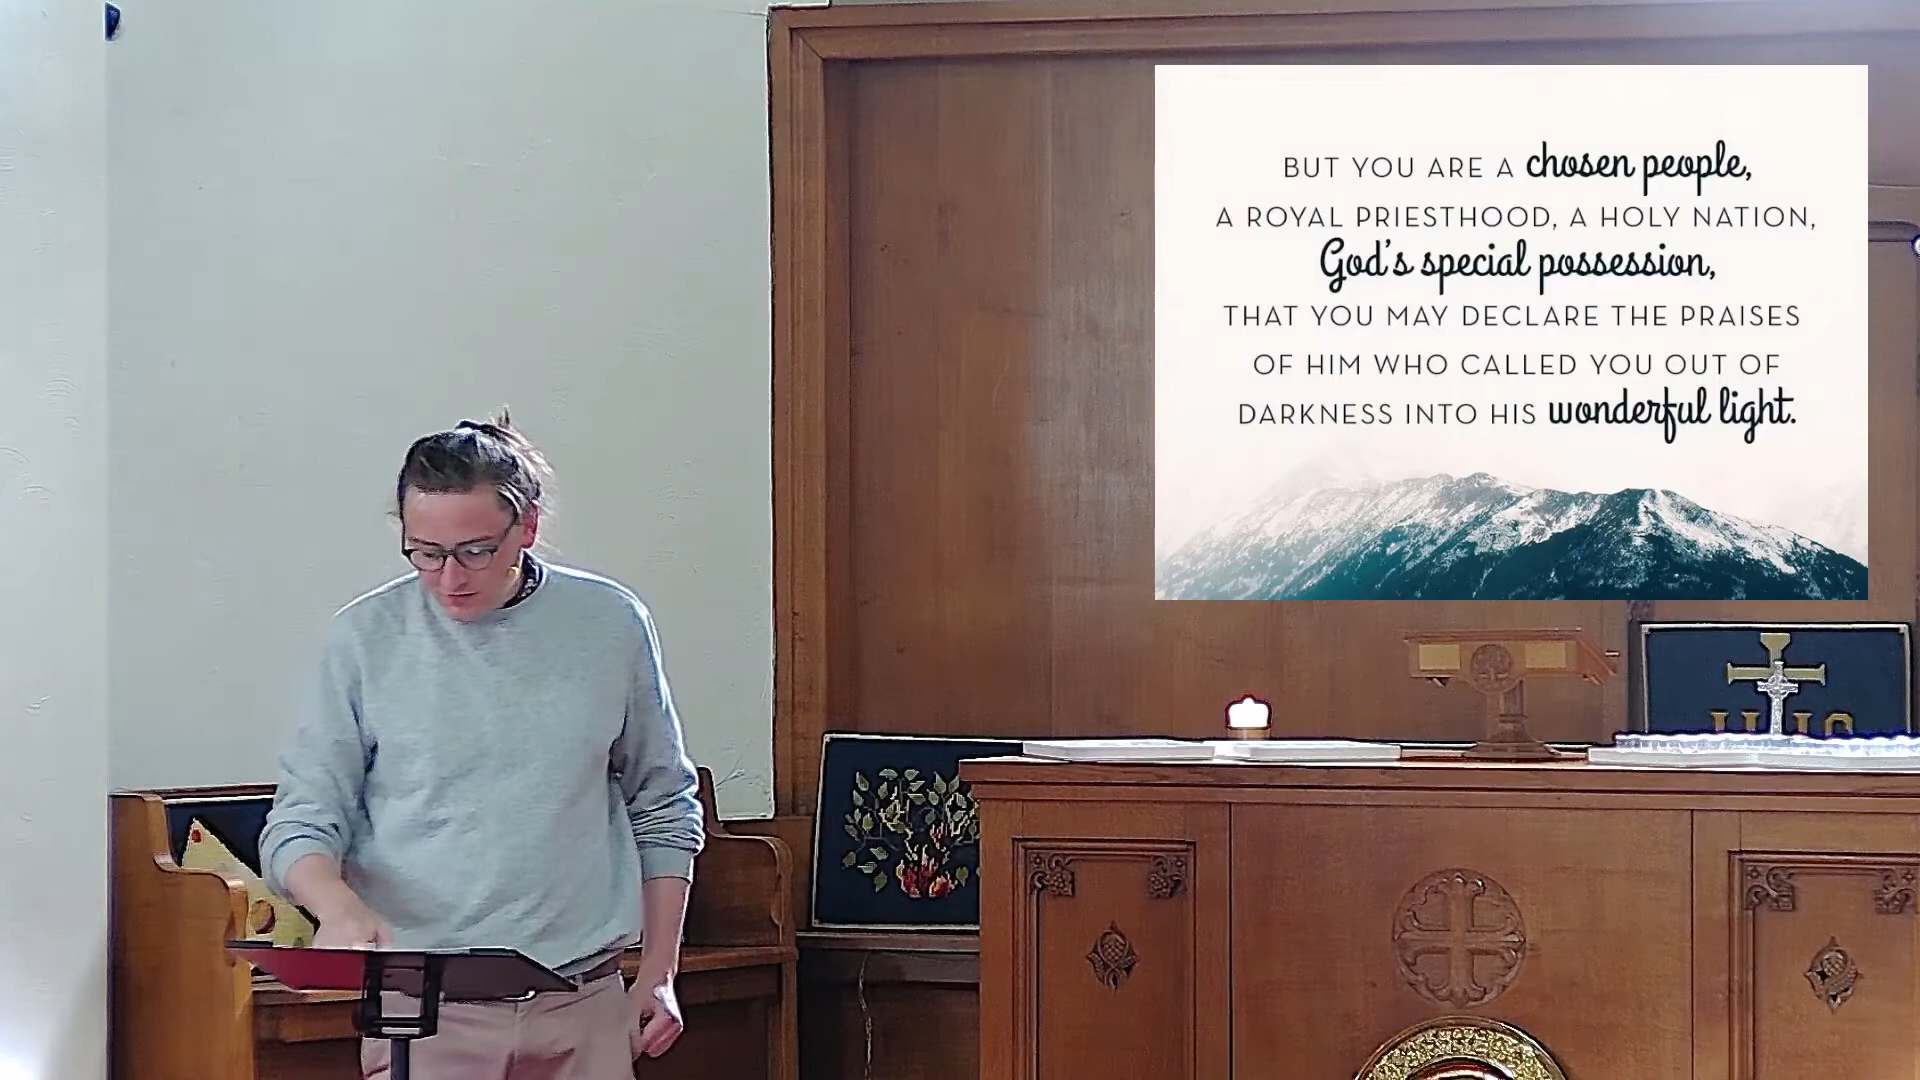 BUT YOU ARE A chosen people,
A ROYAL PRIESTHOOD, A HOLY NATION,
God's special possession,
THAT YOU MAY DECLARE THE PRAISES
OF HIM WHO CALLED YOU OUT OF
DARKNESS INTO HIS wonderful light.